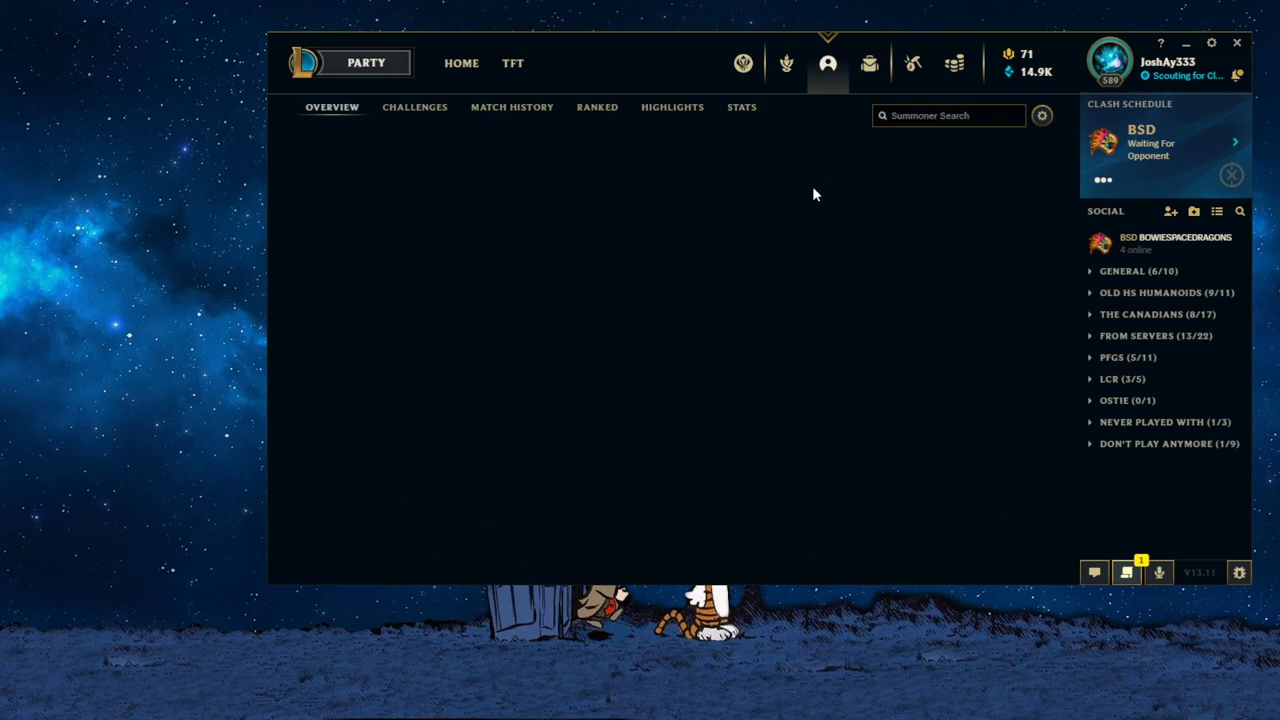 PARTY
HOME
TFT
71
14.9K
?
JoshAy333
Scouting for Cl...
589
OVERVIEW
CHALLENGES
MATCH HISTORY
RANKED
HIGHLIGHTS
STATS
Summoner Search
CLASH SCHEDULE
BSD
Waiting For
Opponent
SOCIAL
BSD BOWIESPACEDRAGONS
4 online
GENERAL (6/10)
OLD HS HUMANOIDS (9/11)
THE CANADIANS (8/17)
FROM SERVERS (13/22)
PFGS (5/11)
LCR (3/5)
OSTIE (0/1)
NEVER PLAYED WITH (1/3)
DON'T PLAY ANYMORE (1/9)
1
V13.11